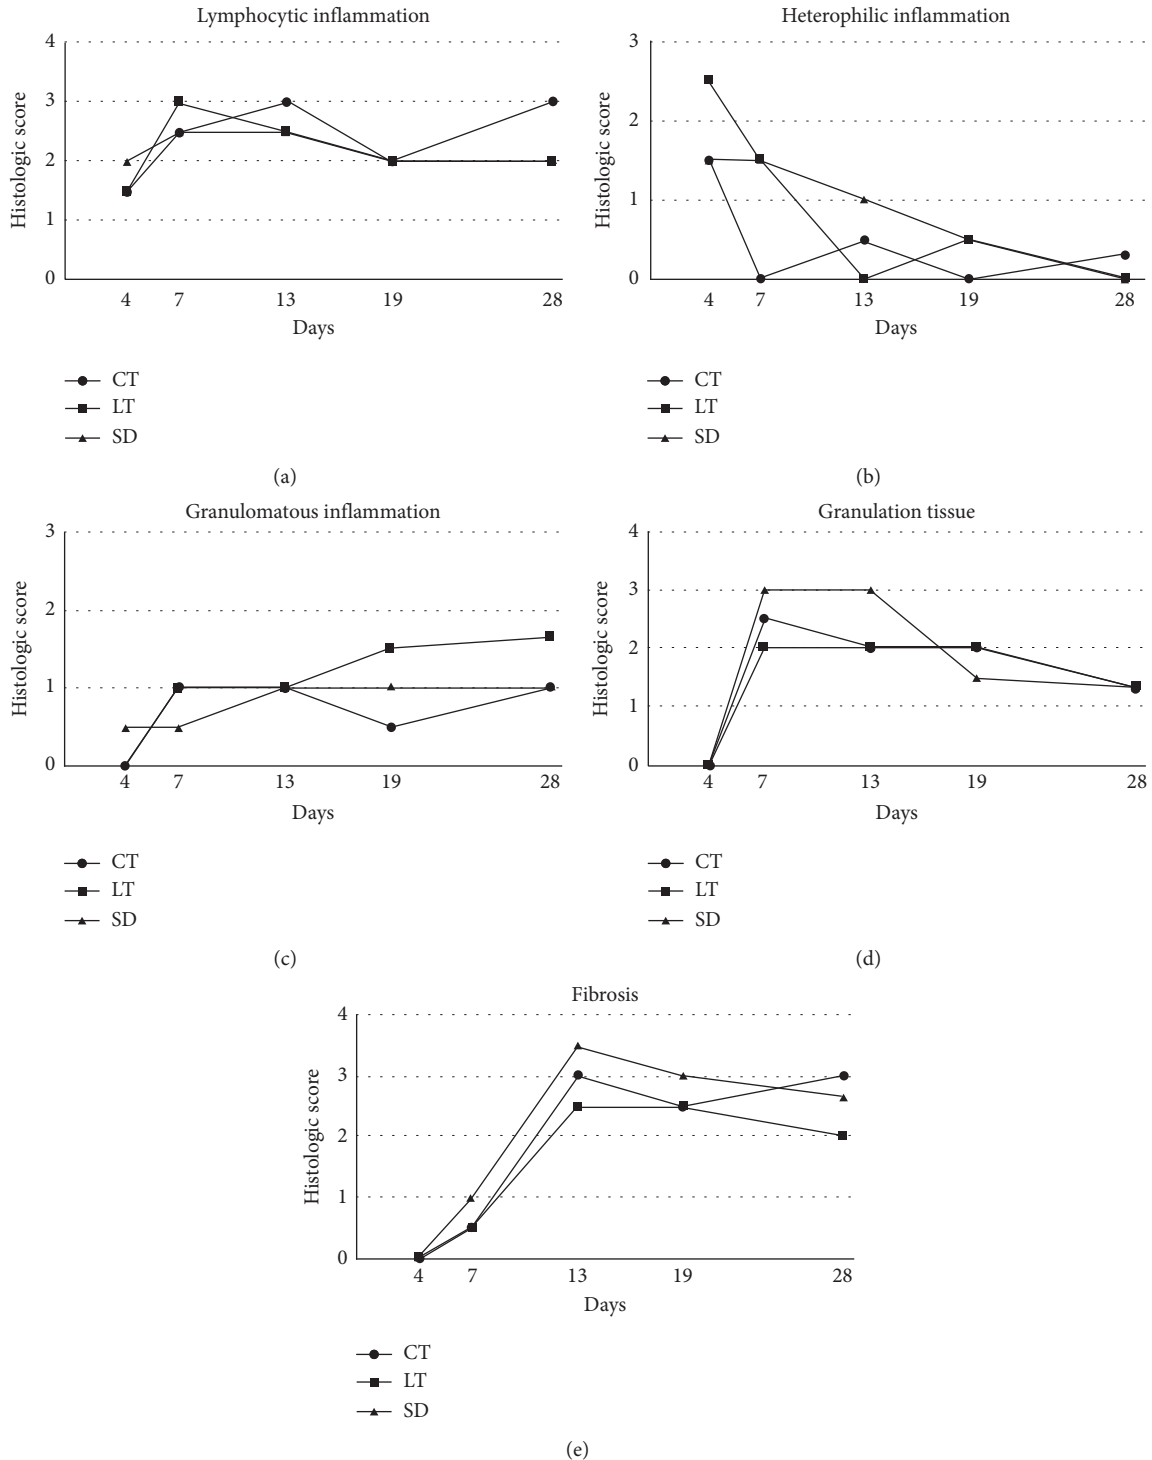 Lymphocytic inflammation
Histologic score
4
3
2
1
0
4 7 13 19 28
Days
CT
LT
SD
(a)
Heterophilic inflammation
Histologic score
3
2
1
0
4 7 13 19 28
Days
CT
LT
SD
(b)
Granulomatous inflammation
Histologic score
3
2
1
0
4 7 13 19 28
Days
CT
LT
SD
(c)
Granulation tissue
Histologic score
4
3
2
1
0
4 7 13 19 28
Days
CT
LT
SD
(d)
Fibrosis
Histologic score
4
3
2
1
0
4 7 13 19 28
Days
CT
LT
SD
(e)